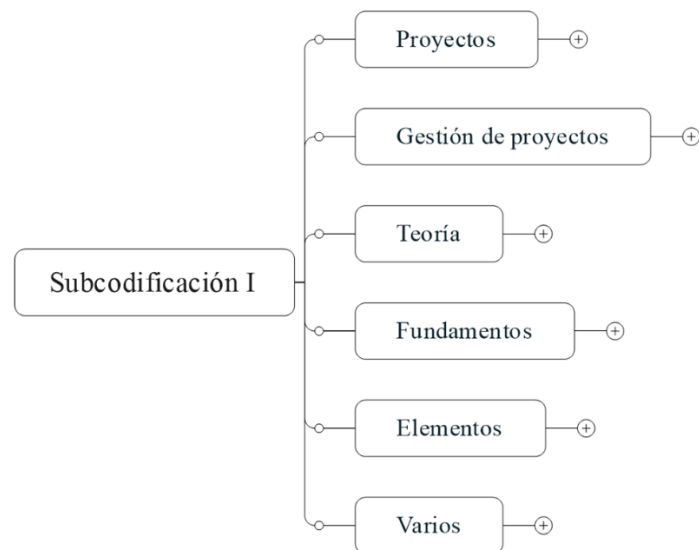 Proyectos
Gestión de proyectos
Teoría
Subcodificación I
Fundamentos
Elementos
Varios